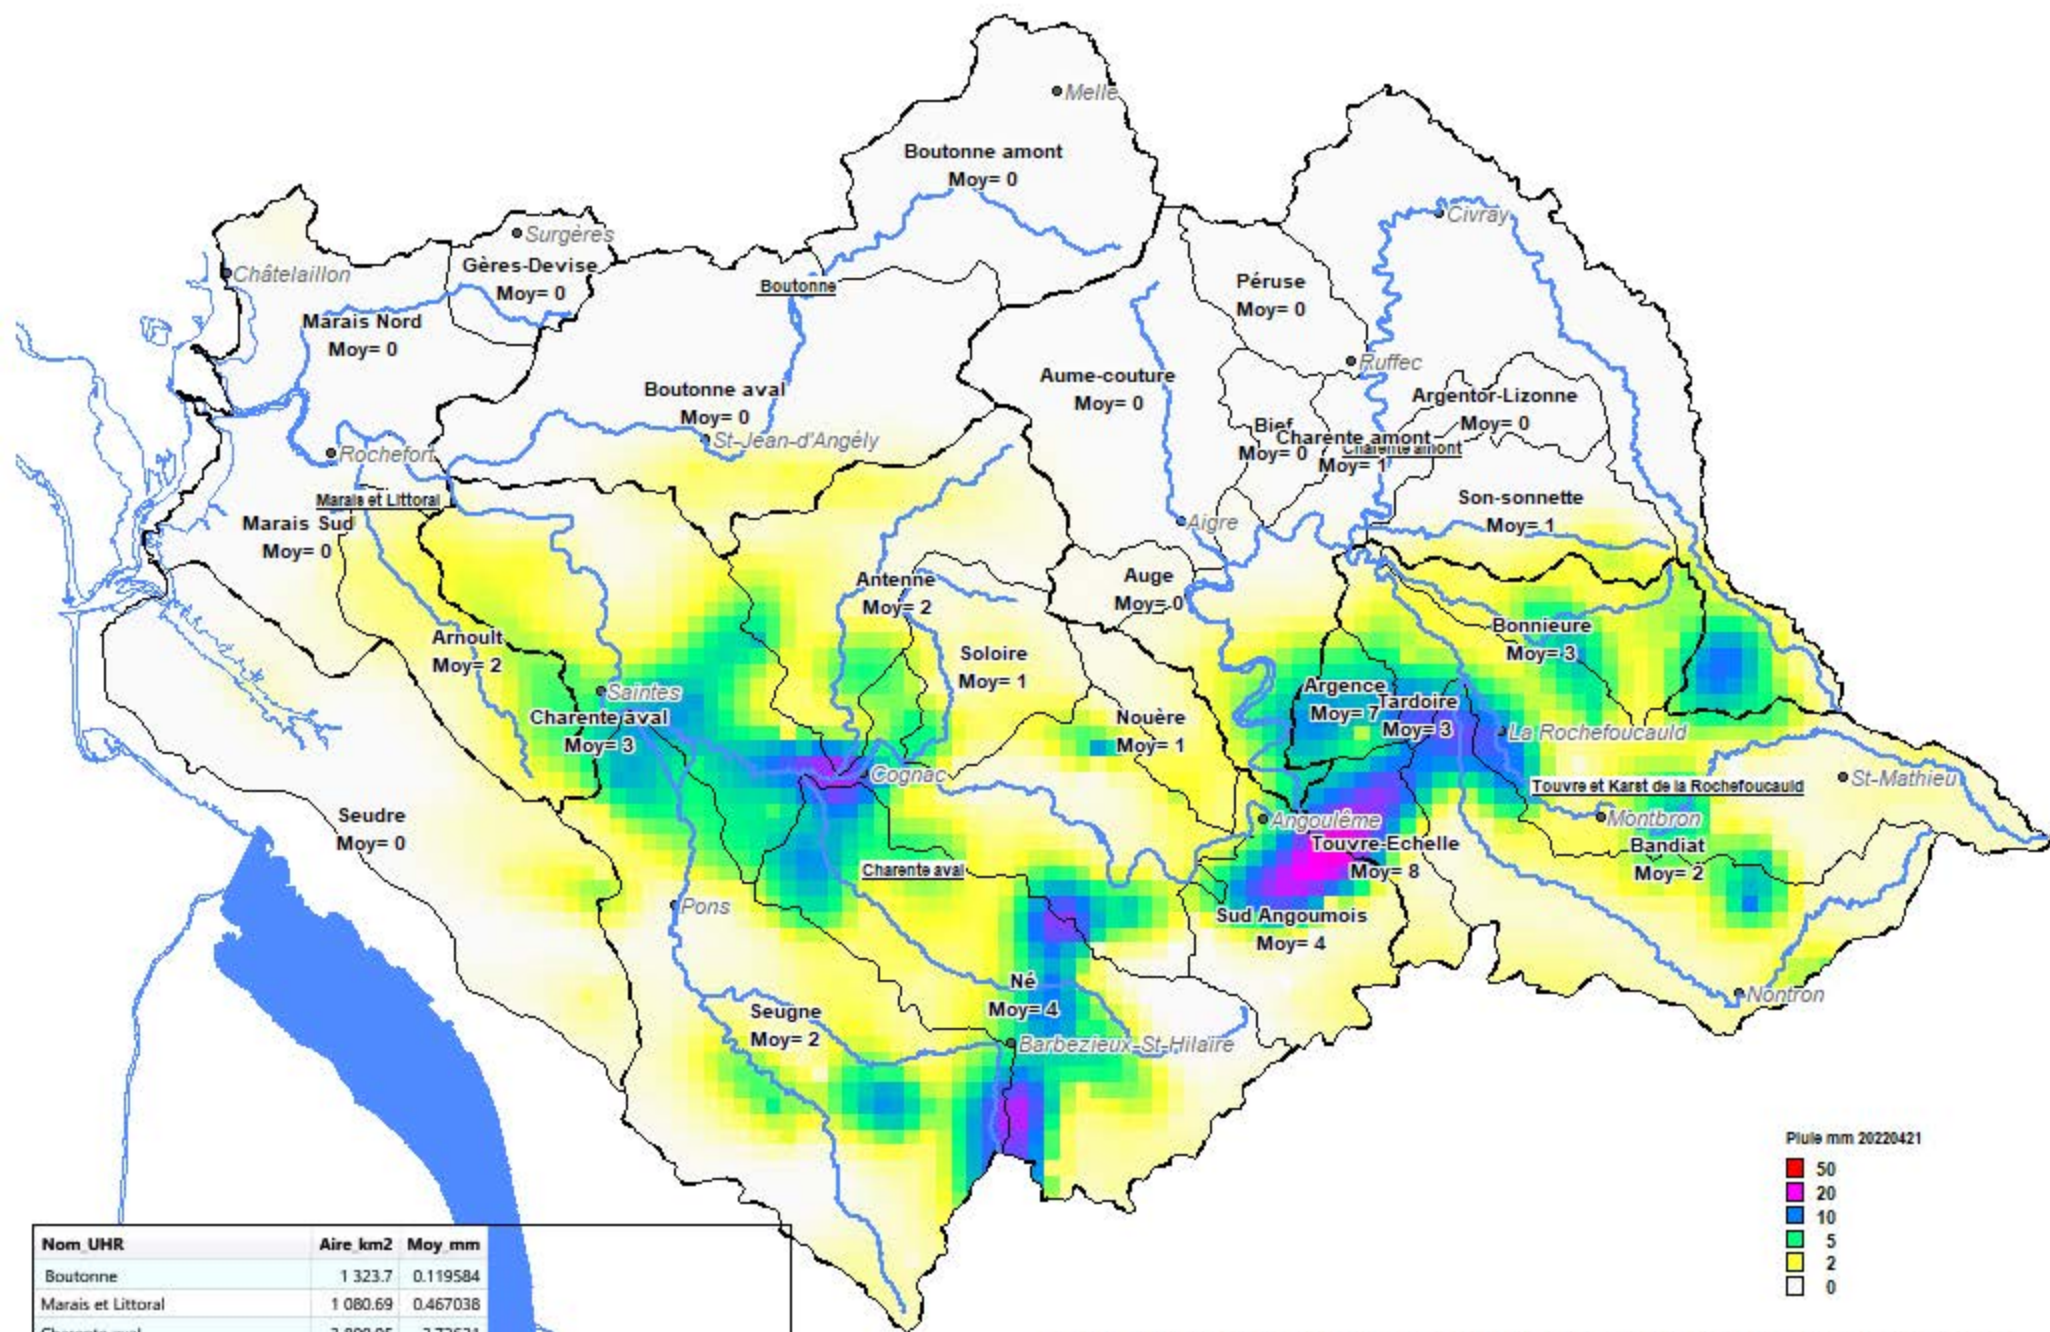 Melle
Boutonne amont
Moy= 0
Civray
Surgères
Châtelaillon
Gères-Devise
Moy= 0
Boutonne
Péruse
Moy= 0
Marais Nord
Moy= 0
Ruffec
Aume-couture
Moy= 0
Boutonne aval
Moy= 0
Argentor-Lizonne
Moy= 0
St-Jean-d'Angély
Bief
Moy= 0
Charente amont
Moy= 1
Charente amont
Rochefort
Marais et Littoral
Son-sonnette
Moy= 1
Marais Sud
Moy= 0
Aigre
Antenne
Moy= 2
Auge
Moy= 0
Arnoult
Moy= 2
Bonnieure
Moy= 3
Soloire
Moy= 1
Saintes
Argence
Moy= 7
Tardoire
Moy= 3
Charente aval
Moy= 3
Nouère
Moy= 1
La Rochefoucauld
Cognac
St-Mathieu
Touvre et Karst de la Rochefoucauld
Seudre
Moy= 0
Angoulême
Montbron
Touvre-Echelle
Moy= 8
Bandiat
Moy= 2
Charente aval
Pons
Sud Angoumois
Moy= 4
Né
Moy= 4
Nontron
Seugne
Moy= 2
Barbezieux-St-Hilaire
Pluie mm 20220421
50
20
10
5
2
0
Nom_UHR Aire_km2 Moy_mm
Boutonne 1 323.7 0.119584
Marais et Littoral 1 080.69 0.467038